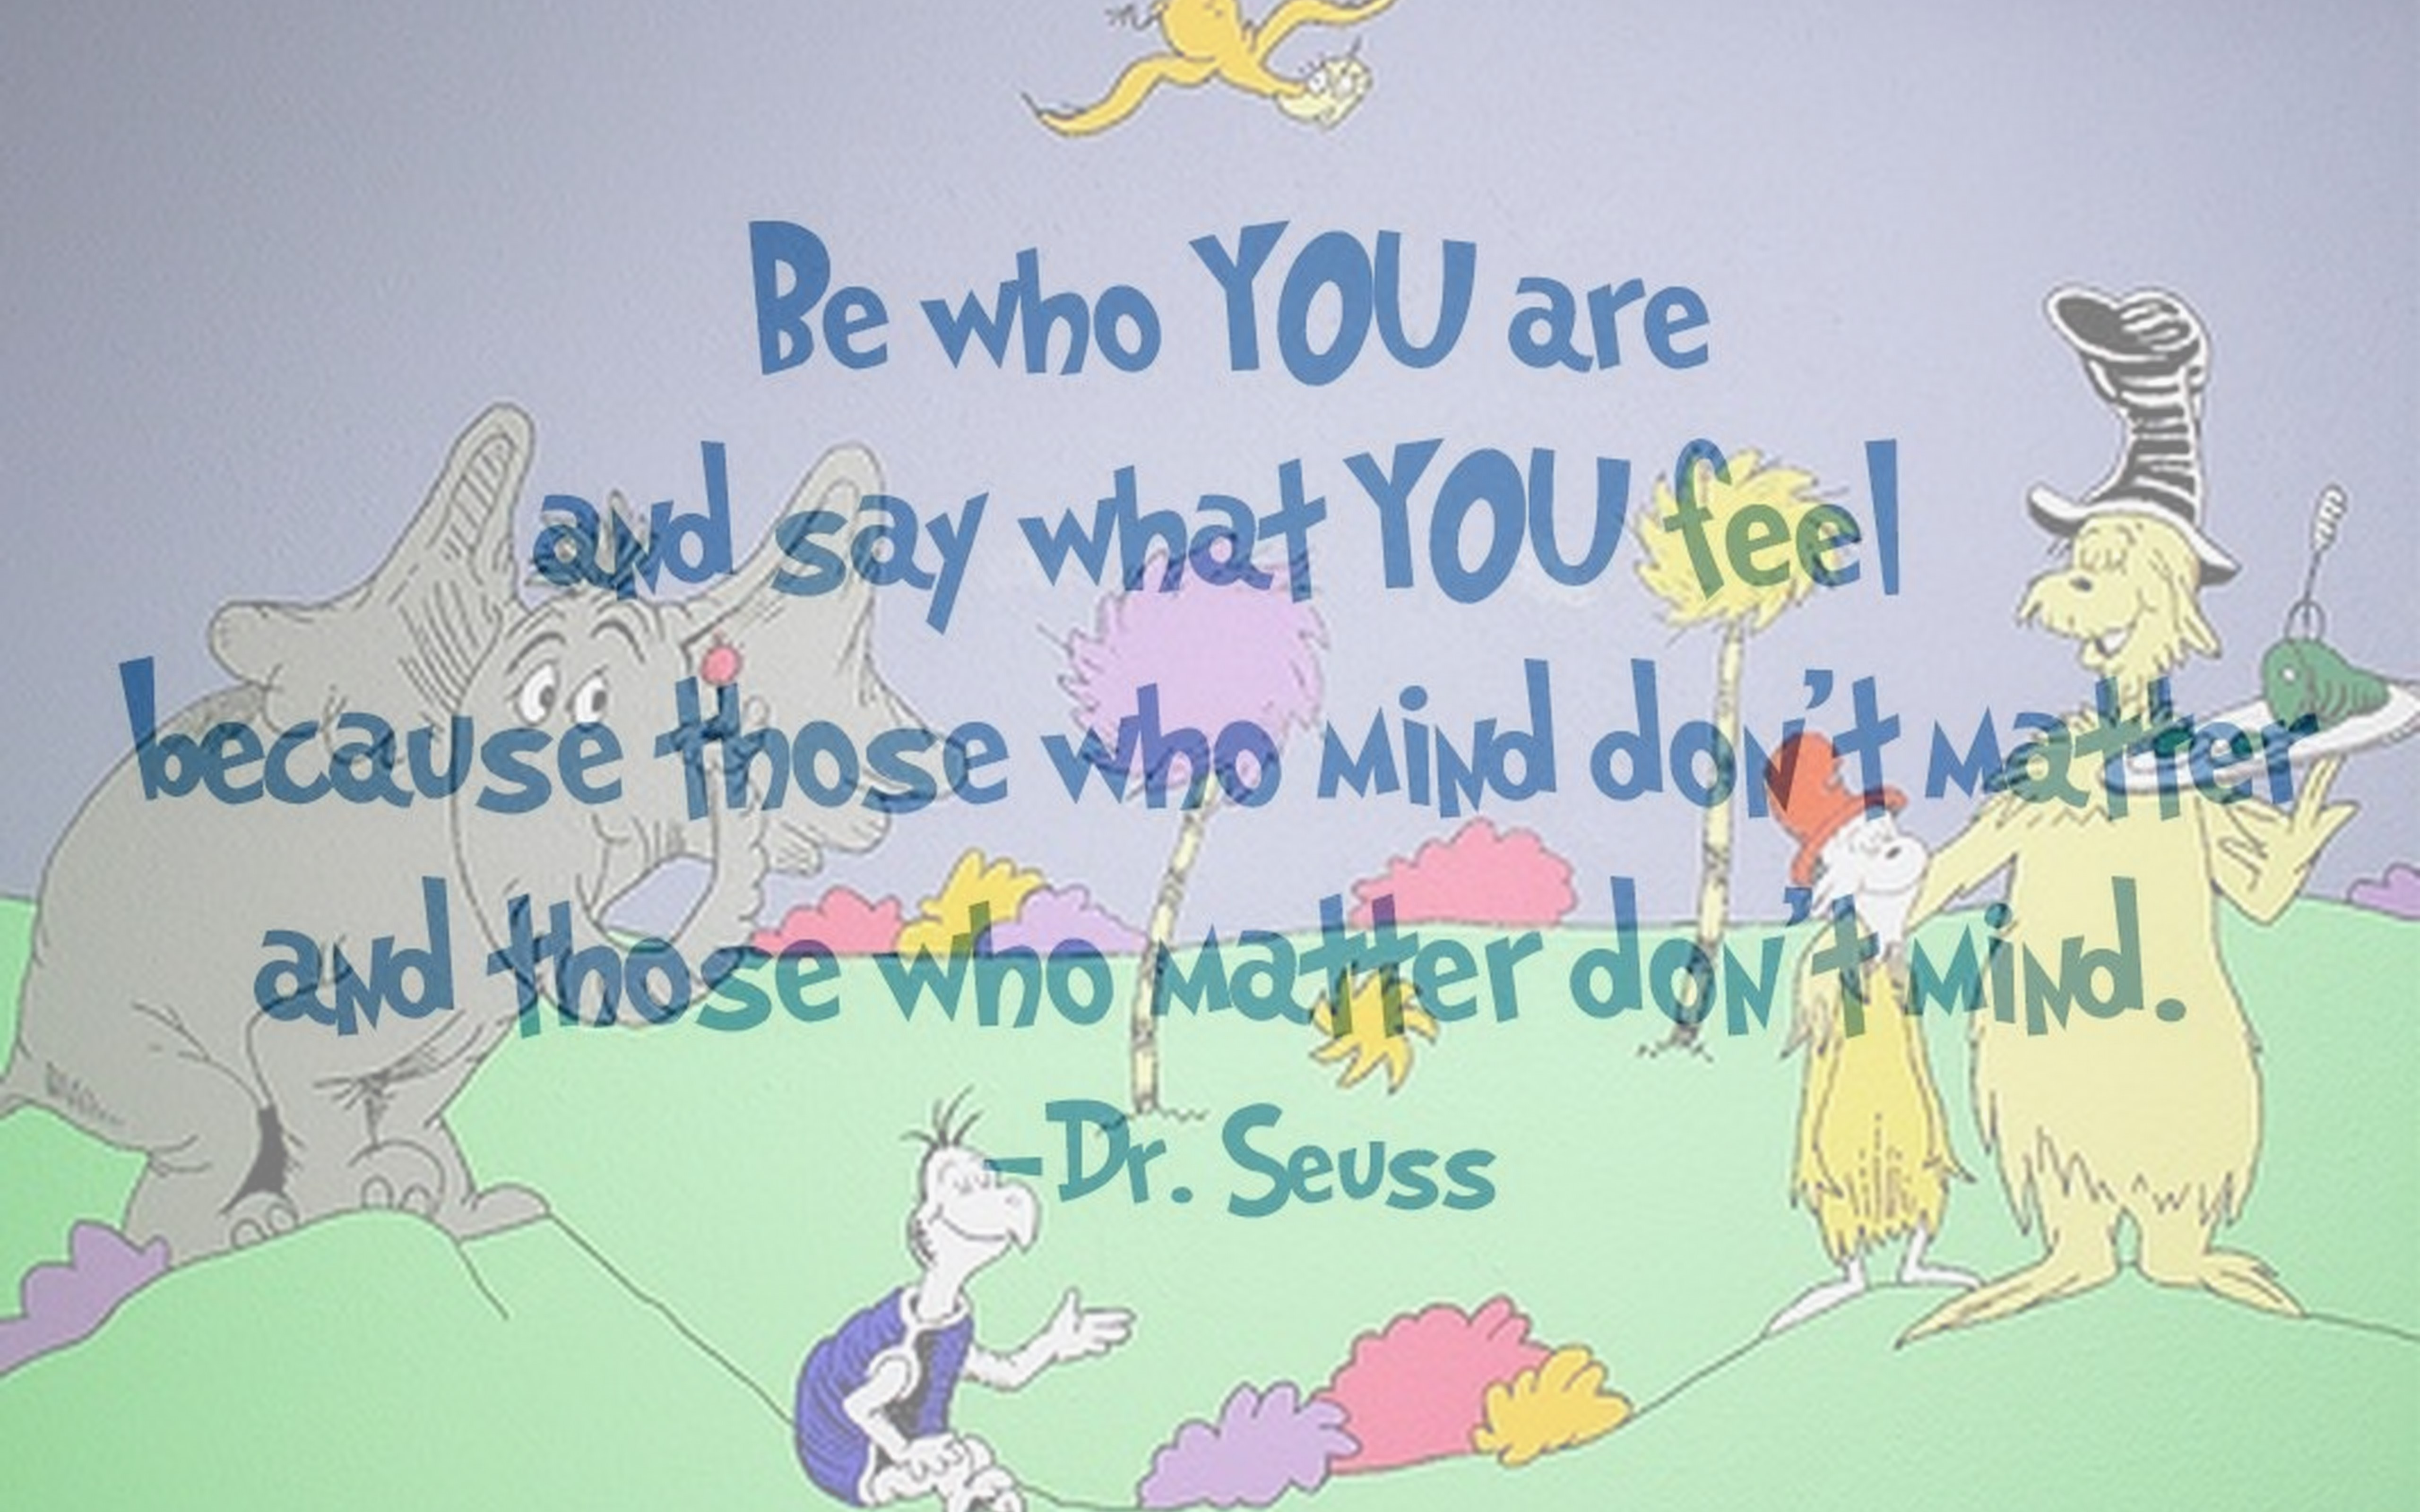 Be who YOU are
and say what YOU feel
because those who mind don't matter
and those who matter don't mind.
-Dr. Seuss